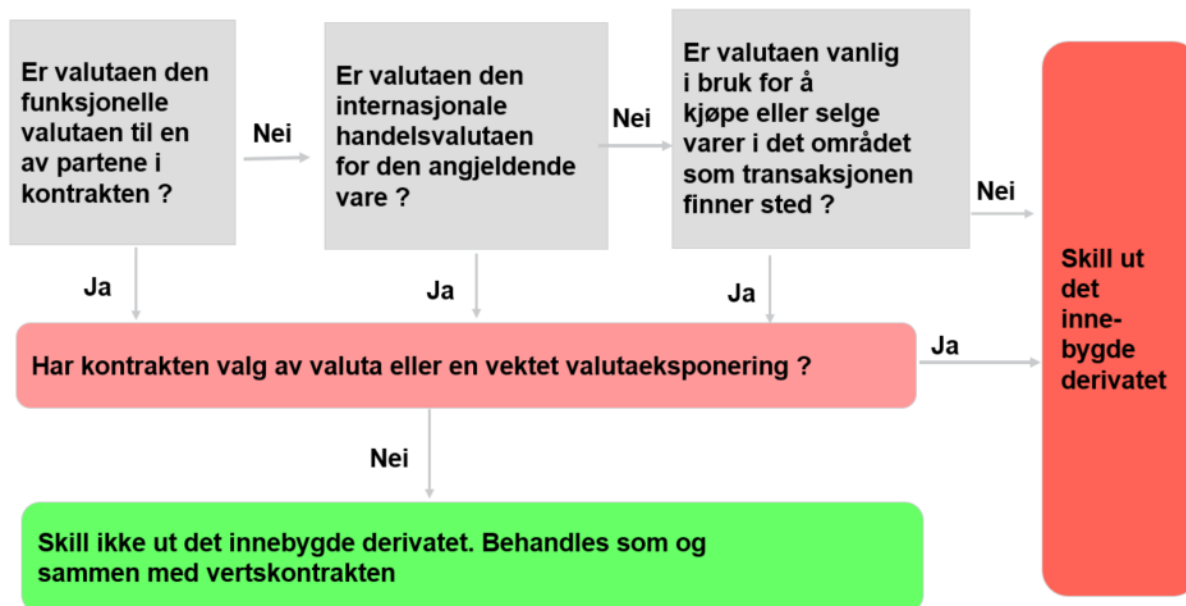 Er valutaen den
funksjonelle
valutaen til en
av partene i
kontrakten ?
Nei
Er valutaen den
internasjonale
handelsvalutaen
for den angjeldende
vare ?
Nei
Er valutaen vanlig
i bruk for å
kjøpe eller selge
varer i det området
som transaksjonen
finner sted ?
Nei
Ja
Ja
Ja
Har kontrakten valg av valuta eller en vektet valutaeksponering ?
Ja
Skill ut
det
inne-
bygde
derivatet
Nei
Skill ikke ut det innebygde derivatet. Behandles som og
sammen med vertskontrakten